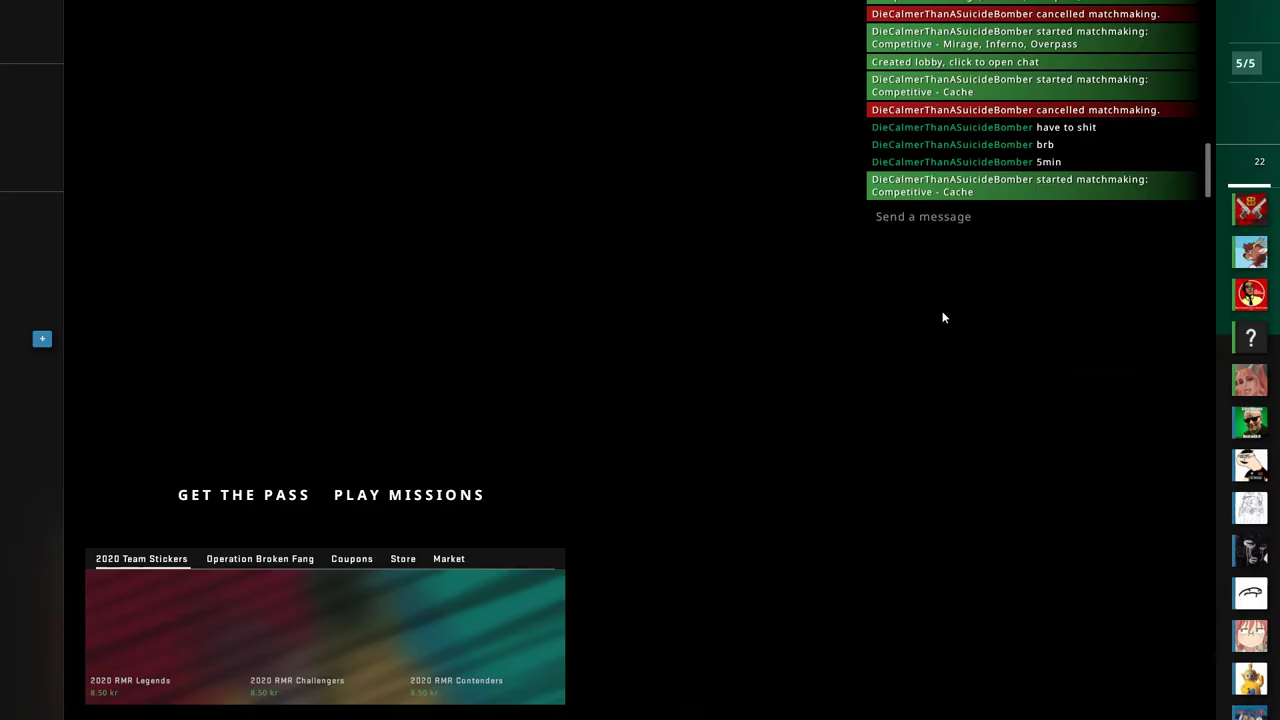 DieCalmerThanASuicideBomber cancelled matchmaking.
DieCalmerThanASuicideBomber started matchmaking:
Competitive - Mirage, Inferno, Overpass
Created lobby, click to open chat
DieCalmerThanASuicideBomber started matchmaking:
Competitive - Cache
DieCalmerThanASuicideBomber cancelled matchmaking.
DieCalmerThanASuicideBomber have to shit
DieCalmerThanASuicideBomber brb
DieCalmerThanASuicideBomber 5min
DieCalmerThanASuicideBomber started matchmaking:
Competitive - Cache
Send a message
5/5
22
?
+
GET THE PASS PLAY MISSIONS
2020 Team Stickers Operation Broken Fang Coupons Store Market
2020 RMR Legends 2020 RMR Challengers 2020 RMR Contenders
8.50 kr 8.50 kr 8.50 kr